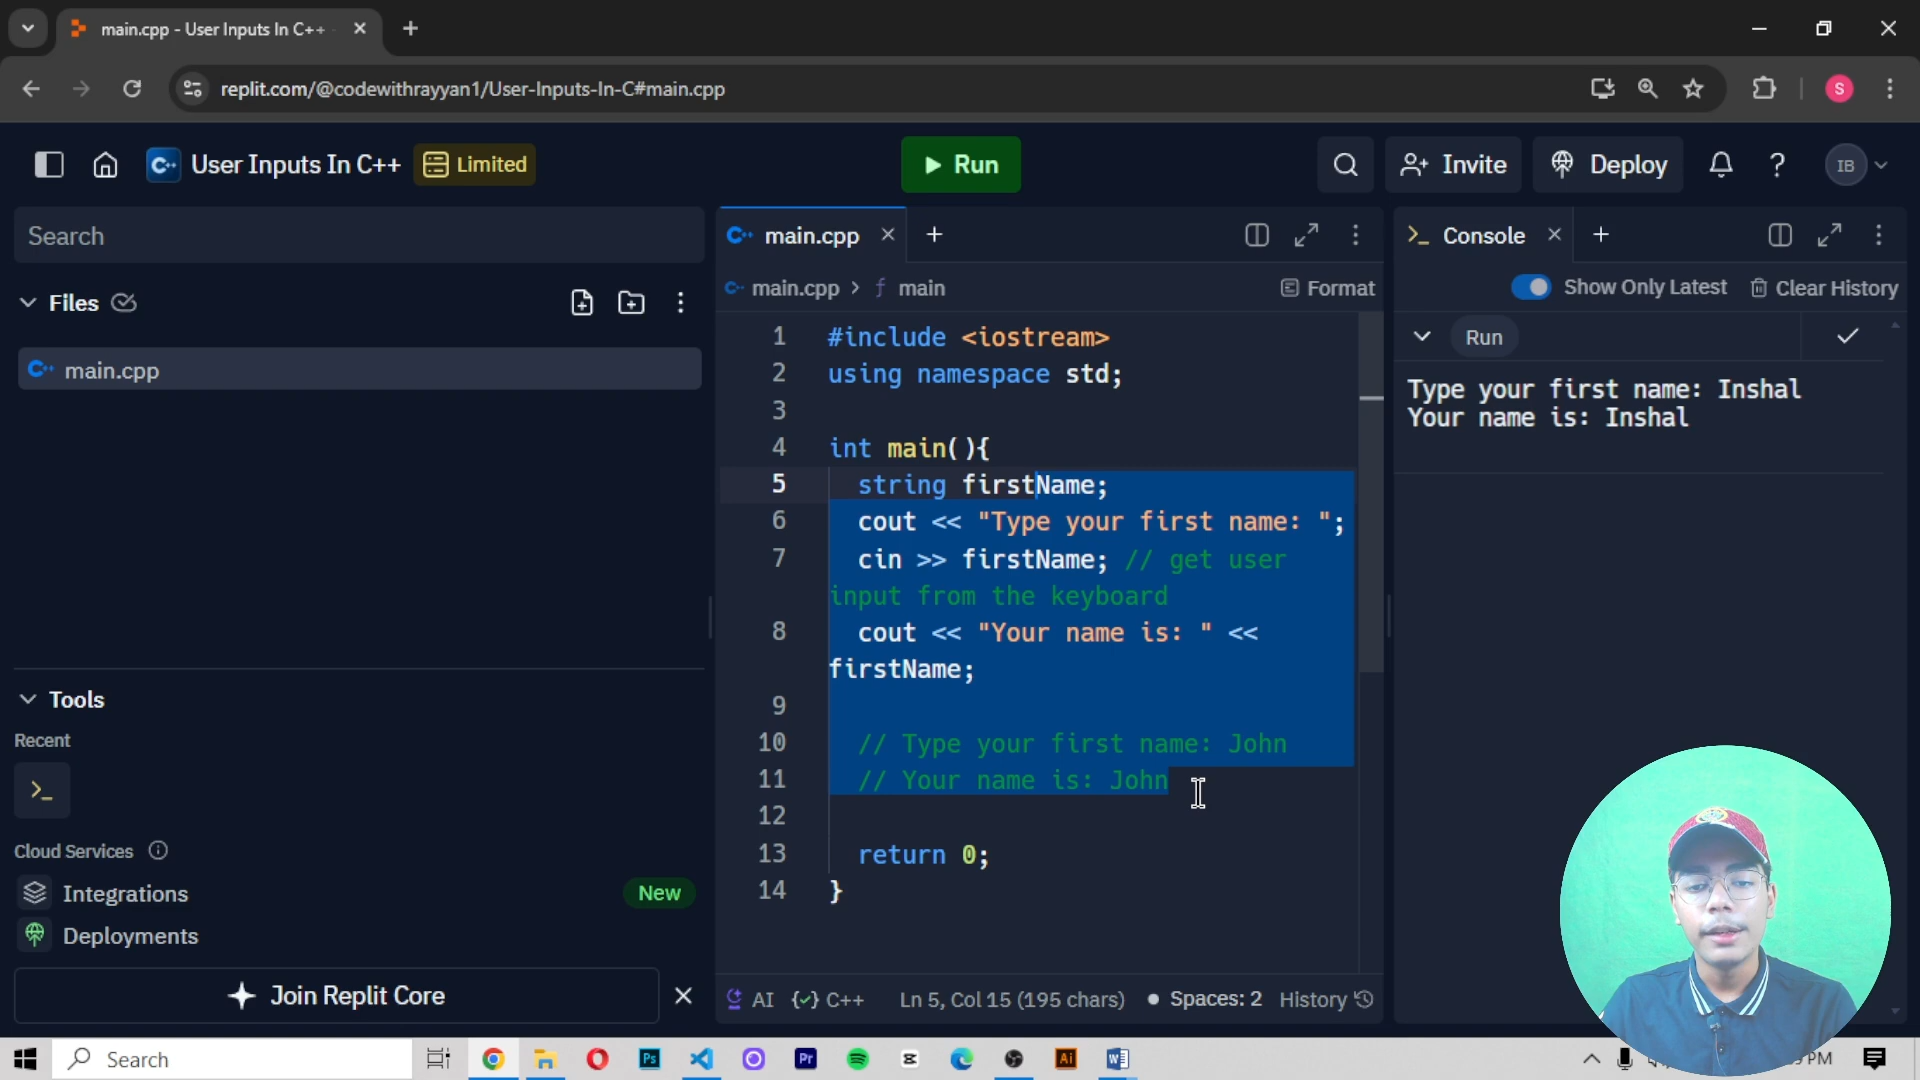 main.cpp - User Inputs In C++
replit.com/@codewithrayyan1/User-Inputs-In-C#main.cpp
S
User Inputs In C++
Limited
Run
Invite
Deploy
IB
Search
Files
main.cpp
Tools
Recent
Cloud Services
Integrations
New
Deployments
Join Replit Core
main.cpp
main.cpp > f main
Format
1 #include <iostream>
2 using namespace std;
3
4 int main(){
5 string firstName;
6 cout << "Type your first name: ";
7 cin >> firstName; // get user
input from the keyboard
8 cout << "Your name is: " <<
firstName;
9
10 // Type your first name: John
11 // Your name is: John
12
13 return 0;
14 }
AI
C++
Ln 5, Col 15 (195 chars)
Spaces: 2
History
Console
Show Only Latest
Clear History
Run
Type your first name: Inshal
Your name is: Inshal
Search
Ps
Pr
Ai
PM